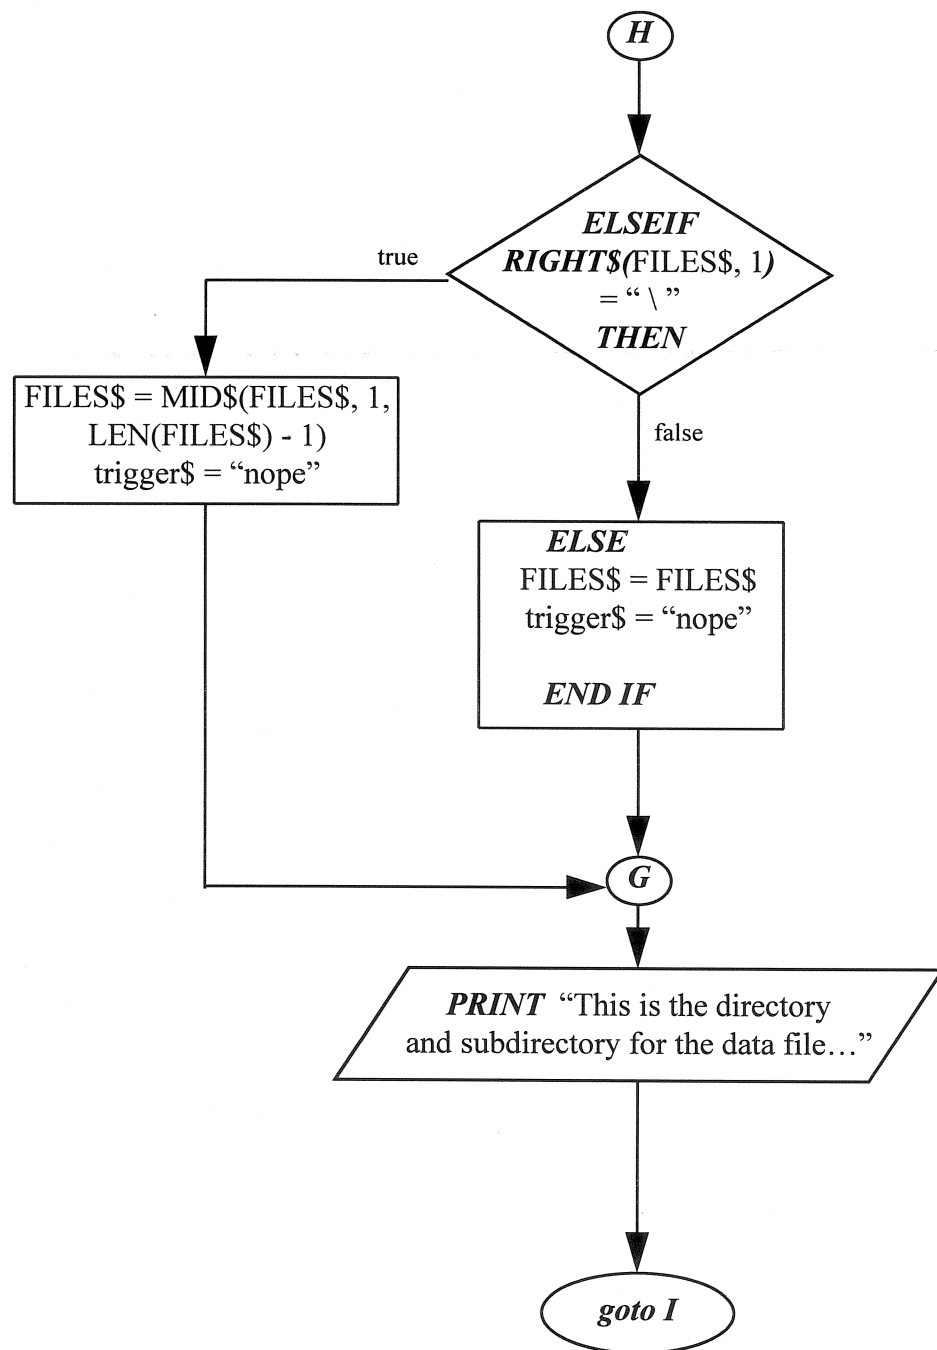 H
ELSEIF
RIGHT$(FILES$, 1)
= “ \ ”
THEN
true
FILES$ = MID$(FILES$, 1,
LEN(FILES$) - 1)
trigger$ = “nope”
false
ELSE
FILES$ = FILES$
trigger$ = “nope”
END IF
G
PRINT “This is the directory
and subdirectory for the data file…”
goto I